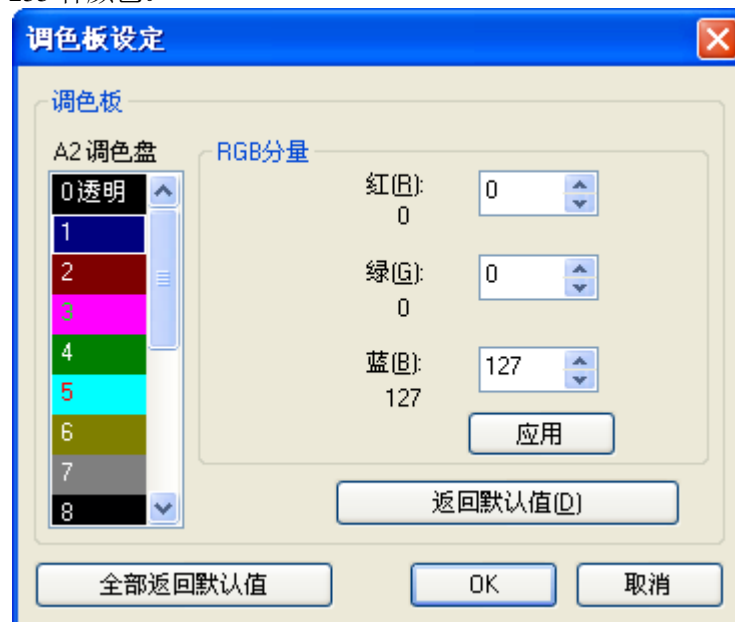 调色板设定
调色板
A2调色盘
RGB分量
0透明
1
2
3
4
5
6
7
8
红(R):
0
0
绿(G):
0
0
蓝(B):
127
127
应用
返回默认值(D)
全部返回默认值
OK
取消